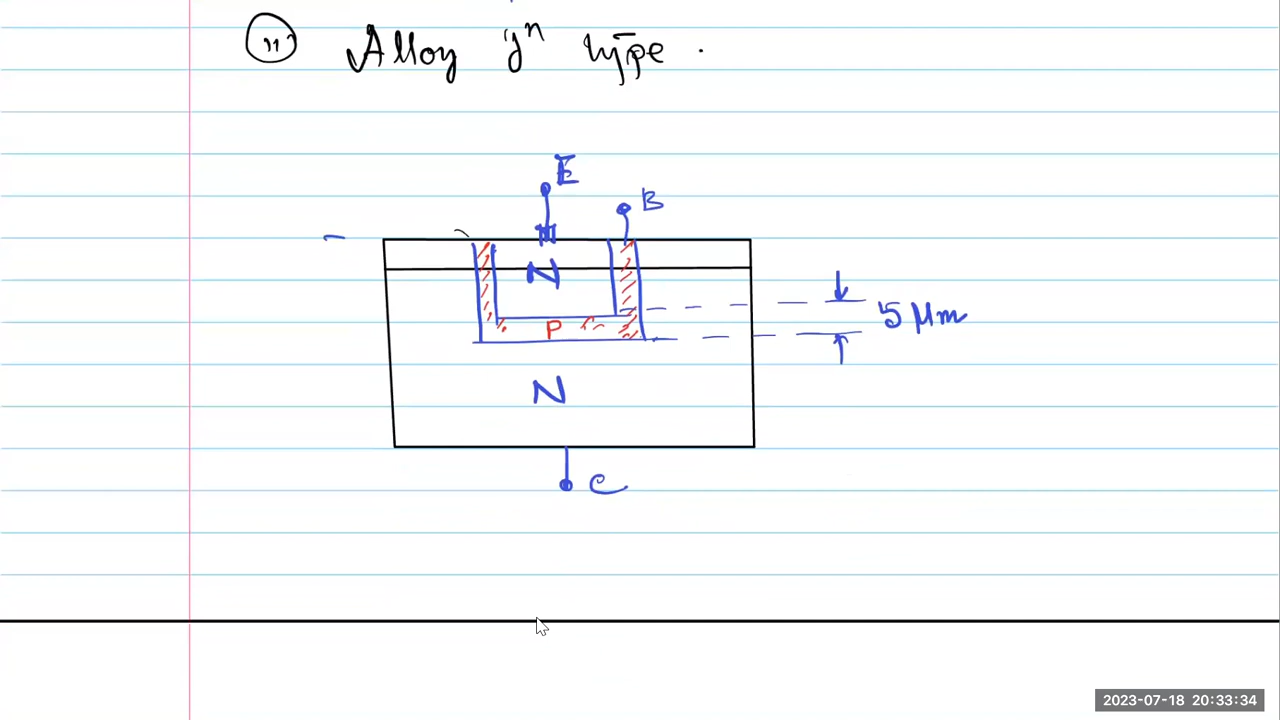 (ii) Alloy jⁿ type .
E
B
N
5 μm
P
N
C
2023-07-18 20:33:34